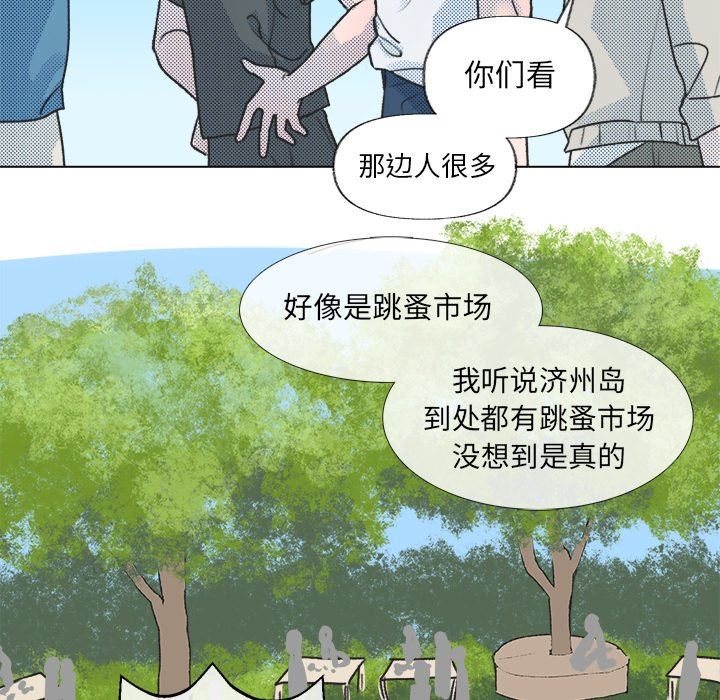 你们看
那边人很多
好像是跳蚤市场
我听说济州岛
到处都有跳蚤市场
没想到是真的